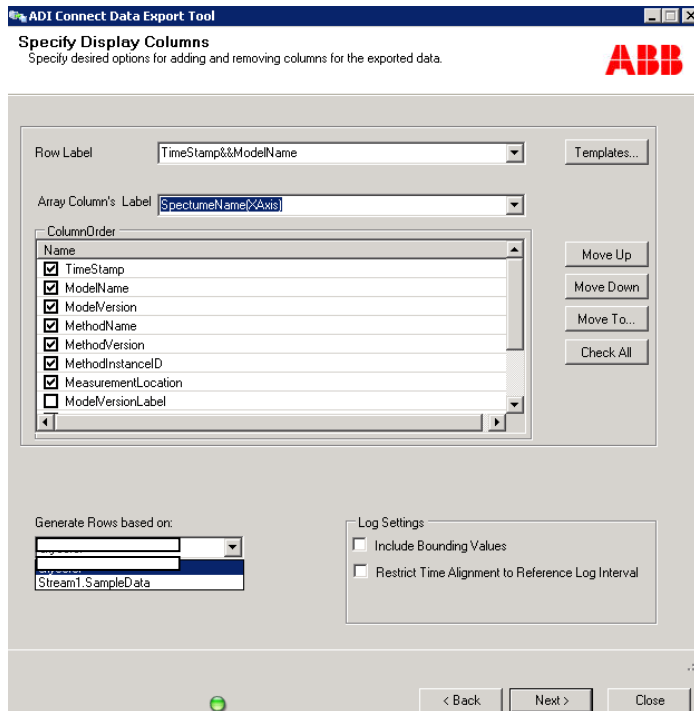 ADI Connect Data Export Tool
Specify Display Columns
Specify desired options for adding and removing columns for the exported data.
ABB
Row Label
TimeStamp&&ModelName
Templates...
Array Column's Label
SpectumeName(XAxis)
ColumnOrder
Name
TimeStamp
ModelName
ModelVersion
MethodName
MethodVersion
MethodInstanceID
MeasurementLocation
ModelVersionLabel
Move Up
Move Down
Move To...
Check All
Generate Rows based on:
Stream1.SampleData
Log Settings
Include Bounding Values
Restrict Time Alignment to Reference Log Interval
< Back
Next >
Close